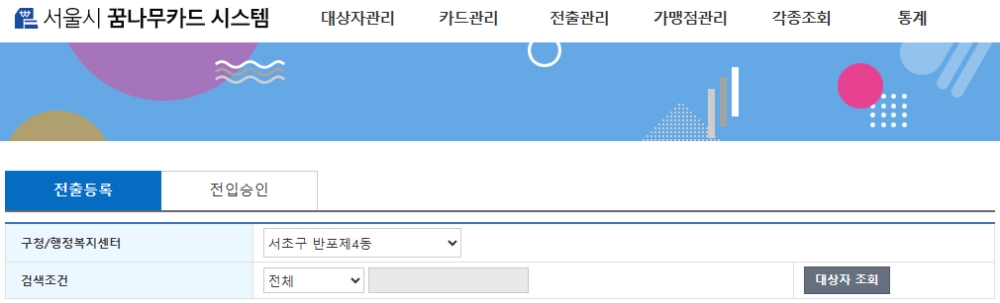 서울시 꿈나무카드 시스템 대상자관리 카드관리 전출관리 가맹점관리 각종조회 통계
전출등록 전입승인
구청/행정복지센터 서초구 반포제4동
검색조건 전체 대상자 조회